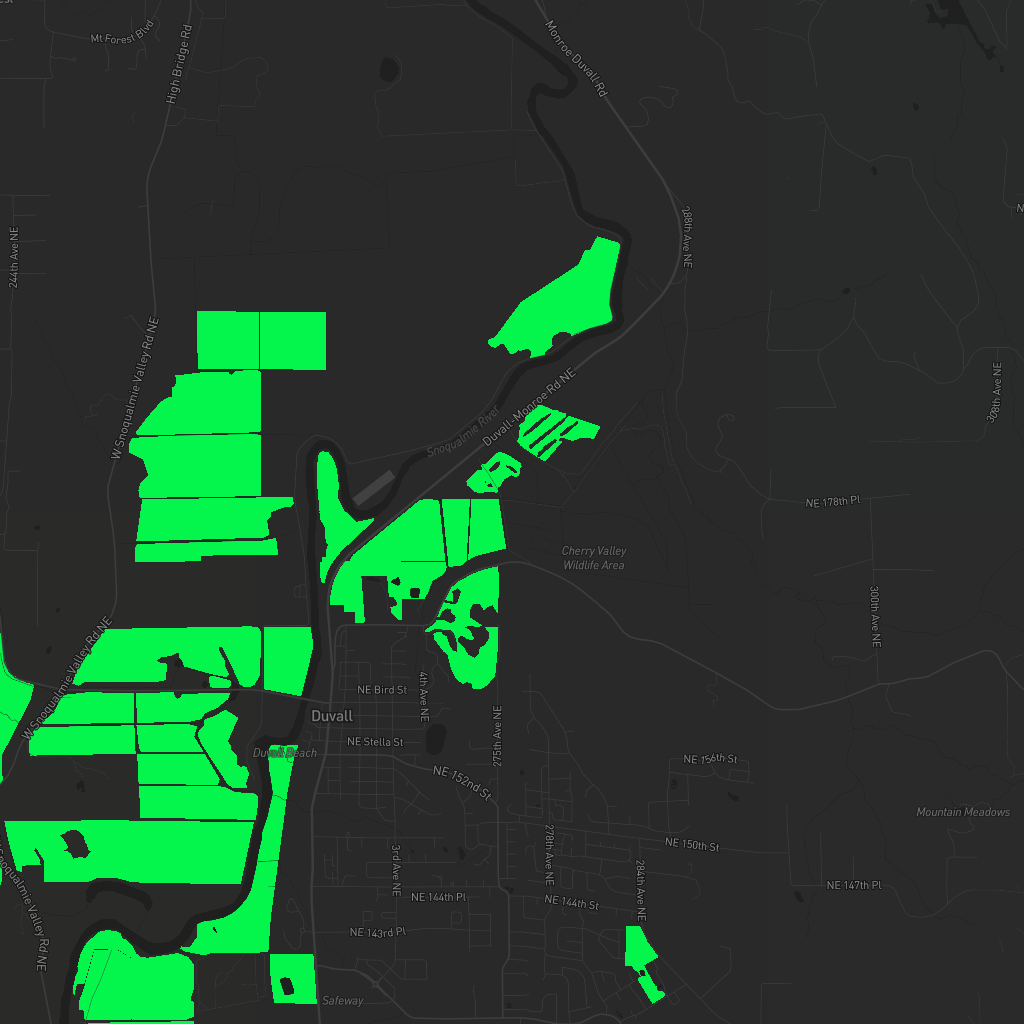 Mt Forest Blvd
High Bridge Rd
Monroe-Duvall-Rd
288th Ave NE
244th Ave NE
W Snoqualmie Valley Rd NE
Snoqualmie River
Duvall-Monroe Rd NE
308th Ave NE
NE 178th Pl
Cherry Valley
Wildlife Area
300th Ave NE
W Snoqualmie Valley Rd NE
NE Bird St
4th Ave NE
Duvall
275th Ave NE
NE Stella St
Duvall Beach
NE 152nd St
NE 156th St
Mountain Meadows
NE 150th St
278th Ave NE
3rd Ave NE
284th Ave NE
NE 147th Pl
NE 144th Pl
NE 144th St
Snoqualmie Valley Rd NE
NE 143rd Pl
Safeway